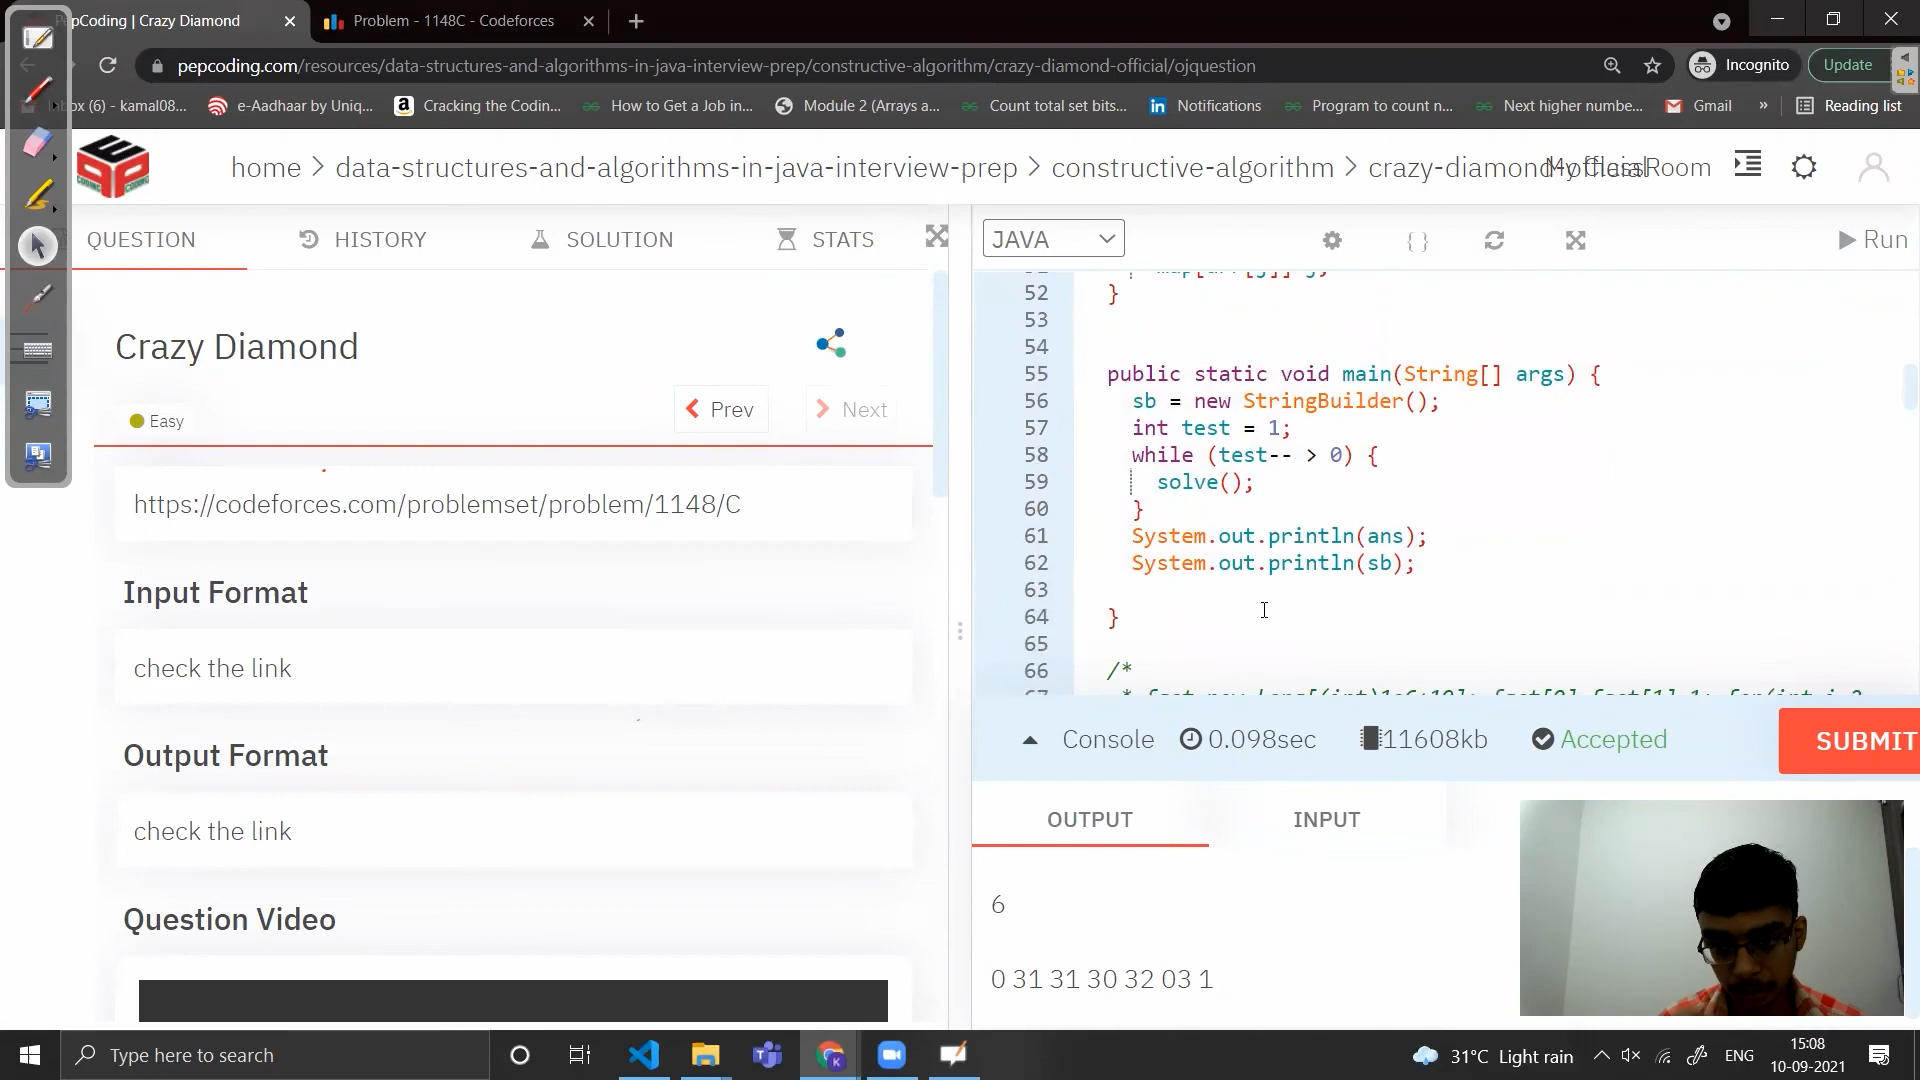 PepCoding | Crazy Diamond
Problem - 1148C - Codeforces
pepcoding.com/resources/data-structures-and-algorithms-in-java-interview-prep/constructive-algorithm/crazy-diamond-official/ojquestion
Incognito
Update
box (6) - kamal08...
e-Aadhaar by Uniq...
Cracking the Codin...
How to Get a Job in...
Module 2 (Arrays a...
Count total set bits...
Notifications
Program to count n...
Next higher numbe...
Gmail
»
Reading list
home > data-structures-and-algorithms-in-java-interview-prep > constructive-algorithm > crazy-diamond-official
My ClassRoom
QUESTION
HISTORY
SOLUTION
STATS
JAVA
{ }
Run
Crazy Diamond
Easy
Prev
Next
https://codeforces.com/problemset/problem/1148/C
Input Format
check the link
Output Format
check the link
Question Video
52 }
53
54
55 public static void main(String[] args) {
56 sb = new StringBuilder();
57 int test = 1;
58 while (test-- > 0) {
59 solve();
60 }
61 System.out.println(ans);
62 System.out.println(sb);
63
64 }
65
66 /*
Console
0.098sec
11608kb
Accepted
SUBMIT
OUTPUT
INPUT
6
0 31 31 30 32 03 1
Type here to search
31°C Light rain
ENG
15:08
10-09-2021